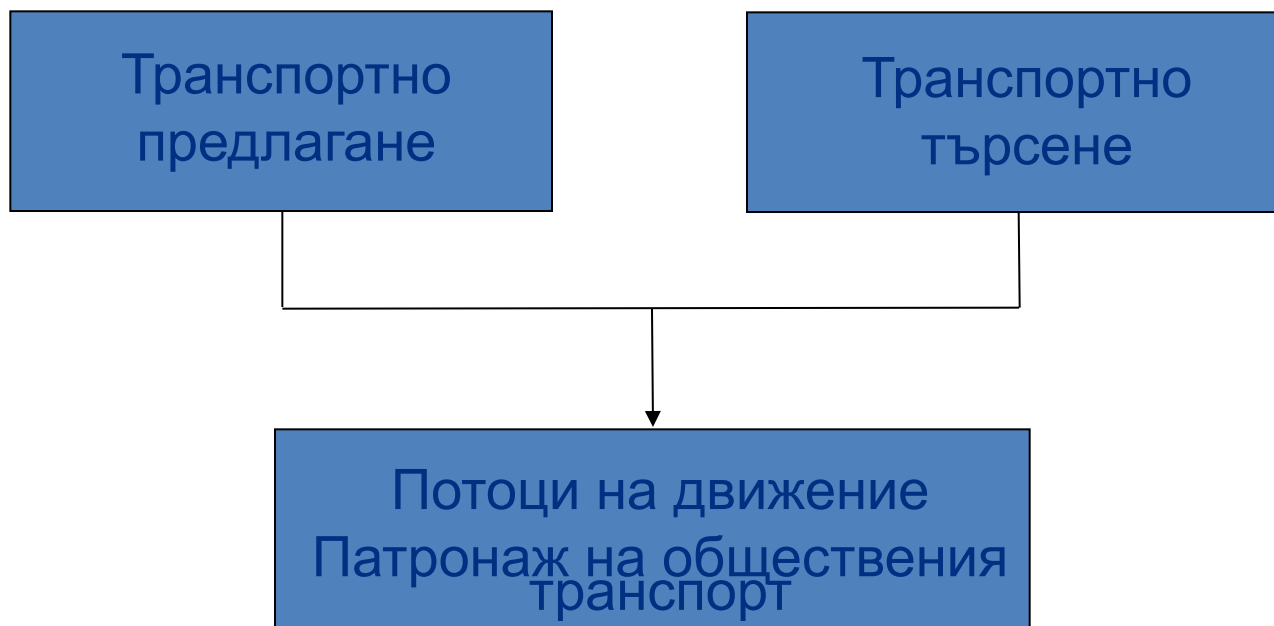 Транспортно
предлагане
Транспортно
търсене
Потоци на движение
Патронаж на обществения
транспорт